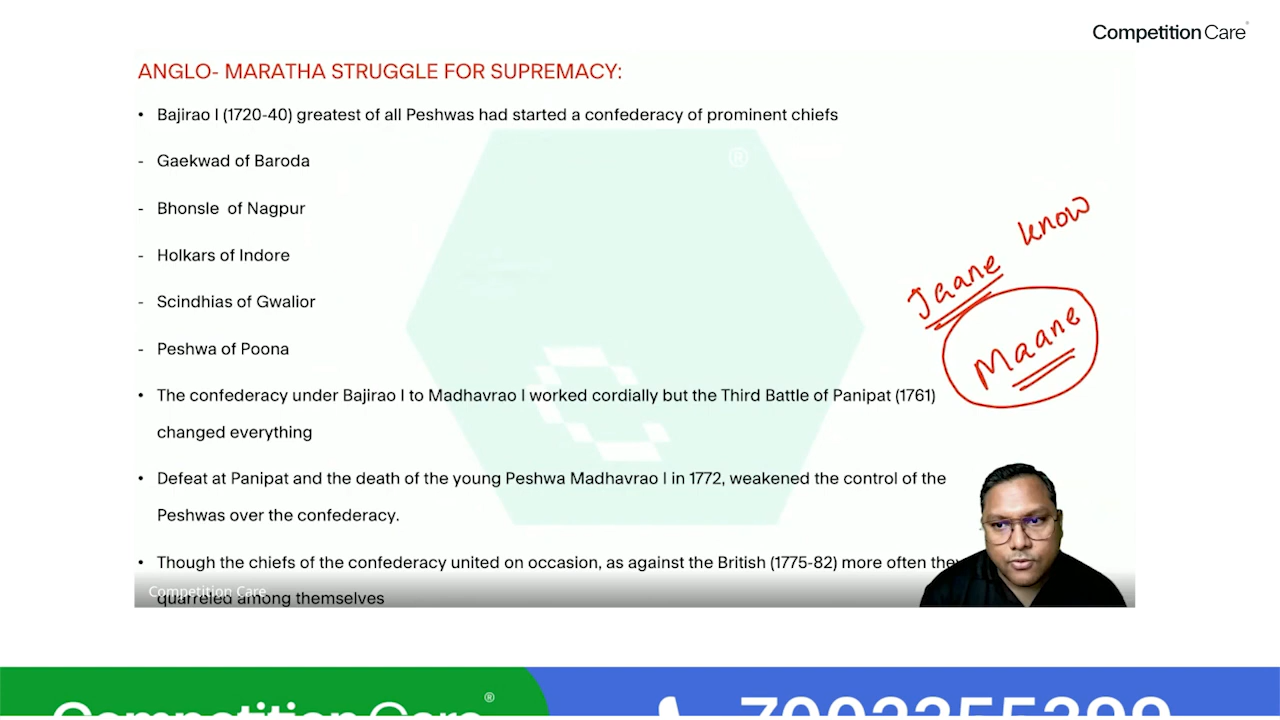 Competition Care
ANGLO- MARATHA STRUGGLE FOR SUPREMACY:
• Bajirao I (1720-40) greatest of all Peshwas had started a confederacy of prominent chiefs
- Gaekwad of Baroda
- Bhonsle of Nagpur
- Holkars of Indore
- Scindhias of Gwalior
- Peshwa of Poona
know
Jaane
Maane
• The confederacy under Bajirao I to Madhavrao I worked cordially but the Third Battle of Panipat (1761)
changed everything
• Defeat at Panipat and the death of the young Peshwa Madhavrao I in 1772, weakened the control of the
Peshwas over the confederacy.
• Though the chiefs of the confederacy united on occasion, as against the British (1775-82) more often they
quarreled among themselves
Competition Care
Competition Care